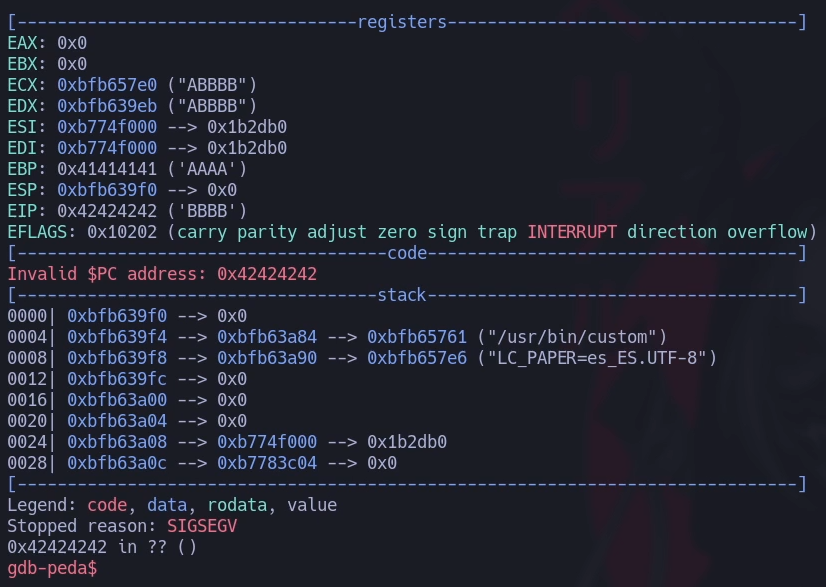 [----------------------------------registers-----------------------------------]
EAX: 0x0
EBX: 0x0
ECX: 0xbfb657e0 ("ABBBB")
EDX: 0xbfb639eb ("ABBBB")
ESI: 0xb774f000 --> 0x1b2db0
EDI: 0xb774f000 --> 0x1b2db0
EBP: 0x41414141 ('AAAA')
ESP: 0xbfb639f0 --> 0x0
EIP: 0x42424242 ('BBBB')
EFLAGS: 0x10202 (carry parity adjust zero sign trap INTERRUPT direction overflow)
[-------------------------------------code-------------------------------------]
Invalid $PC address: 0x42424242
[------------------------------------stack-------------------------------------]
0000| 0xbfb639f0 --> 0x0
0004| 0xbfb639f4 --> 0xbfb63a84 --> 0xbfb65761 ("/usr/bin/custom")
0008| 0xbfb639f8 --> 0xbfb63a90 --> 0xbfb657e6 ("LC_PAPER=es_ES.UTF-8")
0012| 0xbfb639fc --> 0x0
0016| 0xbfb63a00 --> 0x0
0020| 0xbfb63a04 --> 0x0
0024| 0xbfb63a08 --> 0xb774f000 --> 0x1b2db0
0028| 0xbfb63a0c --> 0xb7783c04 --> 0x0
[------------------------------------------------------------------------------]
Legend: code, data, rodata, value
Stopped reason: SIGSEGV
0x42424242 in ?? ()
gdb-peda$